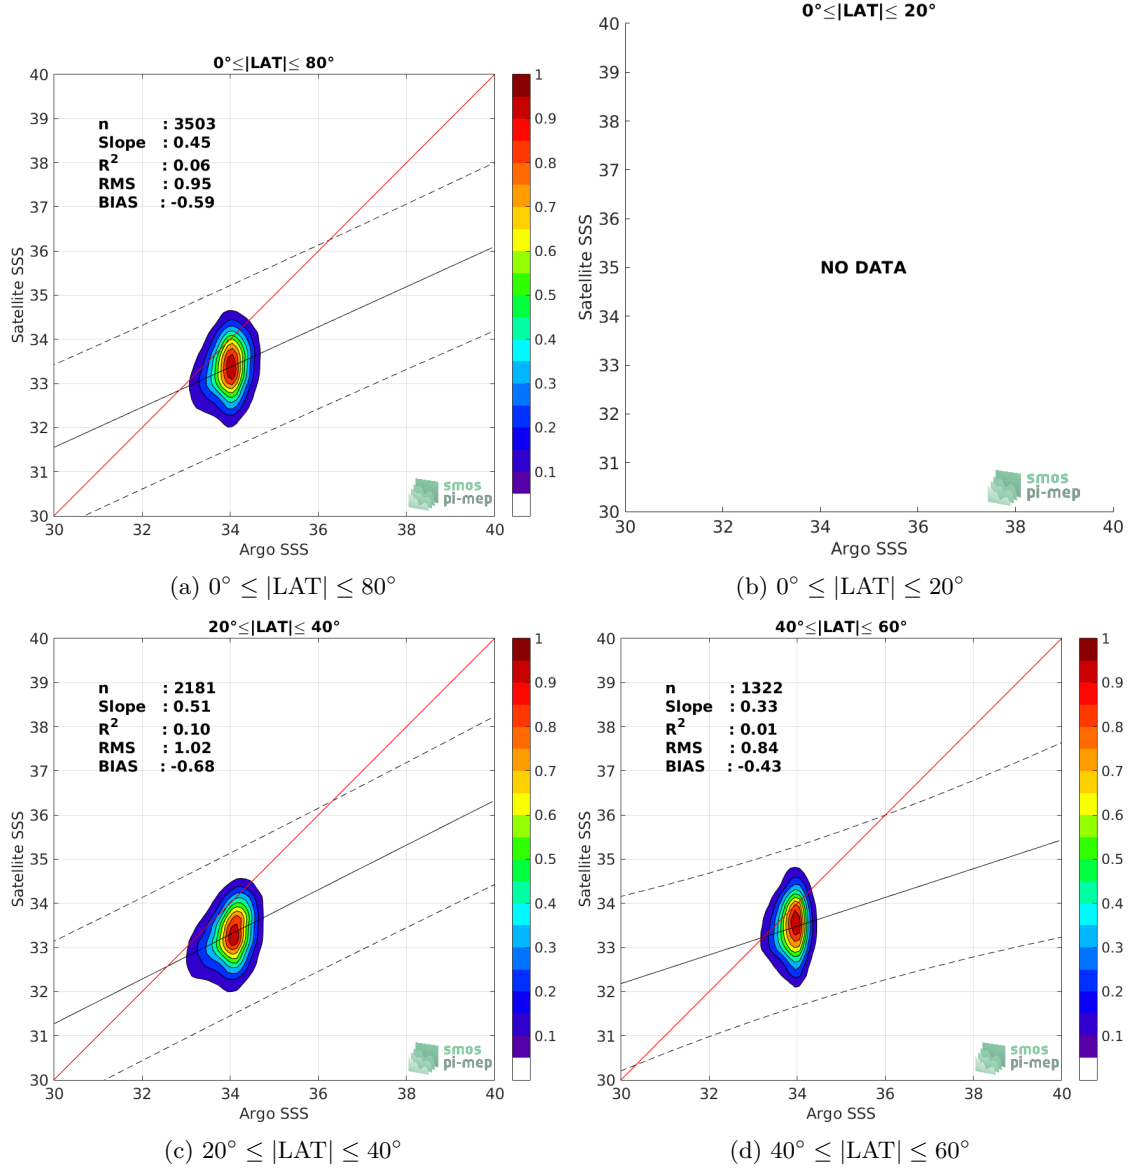 0°≤|LAT|≤ 80°
40
39
38
37
36
35
34
33
32
31
30
Satellite SSS
n : 3503
Slope : 0.45
R² : 0.06
RMS : 0.95
BIAS : -0.59
1
0.9
0.8
0.7
0.6
0.5
0.4
0.3
0.2
0.1
smos
pi-mep
30 32 34 36 38 40
Argo SSS
(a) 0° ≤ |LAT| ≤ 80°
0°≤|LAT|≤ 20°
40
39
38
37
36
35
34
33
32
31
30
Satellite SSS
NO DATA
smos
pi-mep
30 32 34 36 38 40
Argo SSS
(b) 0° ≤ |LAT| ≤ 20°
20°≤|LAT|≤ 40°
40
39
38
37
36
35
34
33
32
31
30
Satellite SSS
n : 2181
Slope : 0.51
R² : 0.10
RMS : 1.02
BIAS : -0.68
1
0.9
0.8
0.7
0.6
0.5
0.4
0.3
0.2
0.1
smos
pi-mep
30 32 34 36 38 40
Argo SSS
(c) 20° ≤ |LAT| ≤ 40°
40°≤|LAT|≤ 60°
40
39
38
37
36
35
34
33
32
31
30
Satellite SSS
n : 1322
Slope : 0.33
R² : 0.01
RMS : 0.84
BIAS : -0.43
1
0.9
0.8
0.7
0.6
0.5
0.4
0.3
0.2
0.1
smos
pi-mep
30 32 34 36 38 40
Argo SSS
(d) 40° ≤ |LAT| ≤ 60°